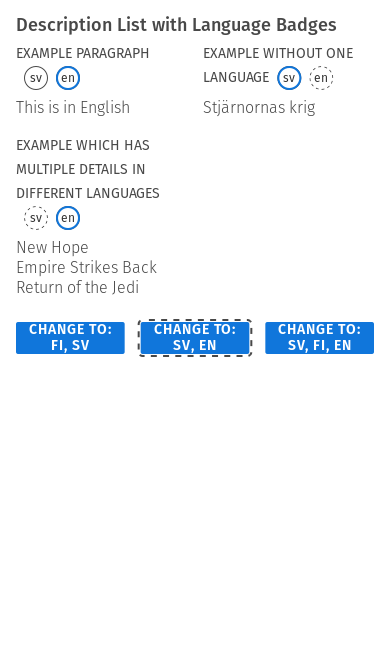 Description List with Language Badges
EXAMPLE PARAGRAPH
sv en
This is in English
EXAMPLE WITHOUT ONE
LANGUAGE sv en
Stjärnornas krig
EXAMPLE WHICH HAS
MULTIPLE DETAILS IN
DIFFERENT LANGUAGES
sv en
New Hope
Empire Strikes Back
Return of the Jedi
CHANGE TO:
FI, SV
CHANGE TO:
SV, EN
CHANGE TO:
SV, FI, EN